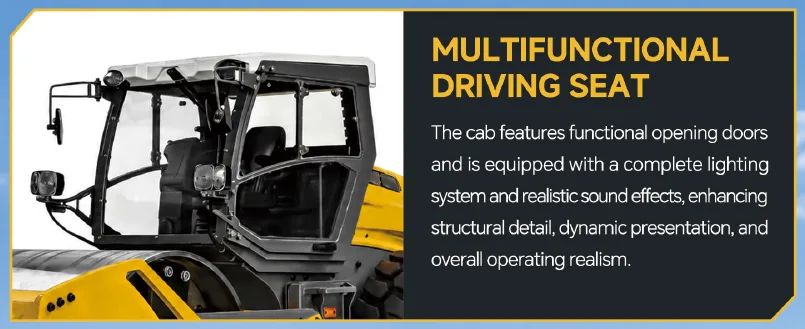 MULTIFUNCTIONAL
DRIVING SEAT
The cab features functional opening doors
and is equipped with a complete lighting
system and realistic sound effects, enhancing
structural detail, dynamic presentation, and
overall operating realism.